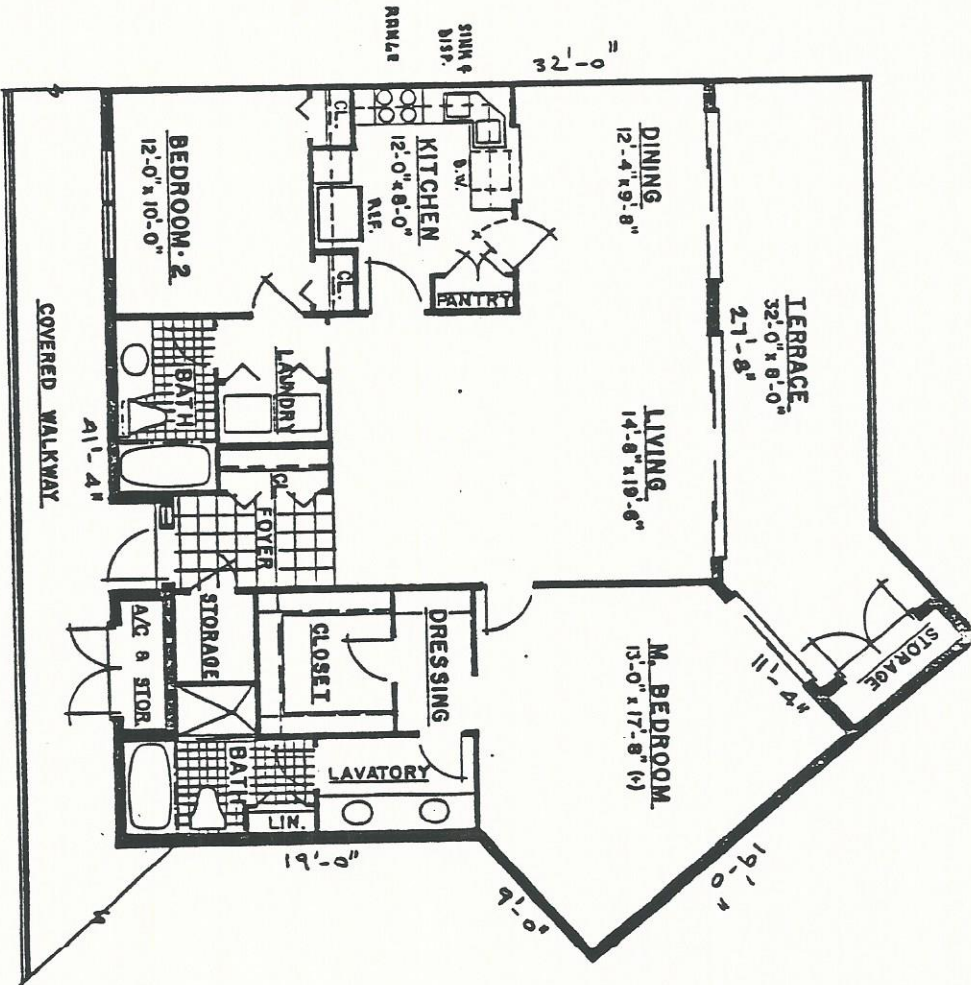 RANGE
SINK &
DISP.
32'-0"
CL.
KITCHEN
12'-0" x 8'-0"
D.W.
REF.
CL.
PANTRY
BEDROOM · 2
12'-0" x 10'-0"
DINING
12'-4" x 9'-8"
TERRACE
32'-0" x 8'-0"
27'-8"
LIVING
14'-8" x 19'-6"
COVERED WALKWAY
41'-4"
BATH
LAUNDRY
CL.
FOYER
STORAGE
A/C & STOR.
CLOSET
DRESSING
M. BEDROOM
13'-0" x 17'-8" (+)
11'-4"
STORAGE
BATH
LAVATORY
LIN.
19'-0"
9'-0"
19'-0"